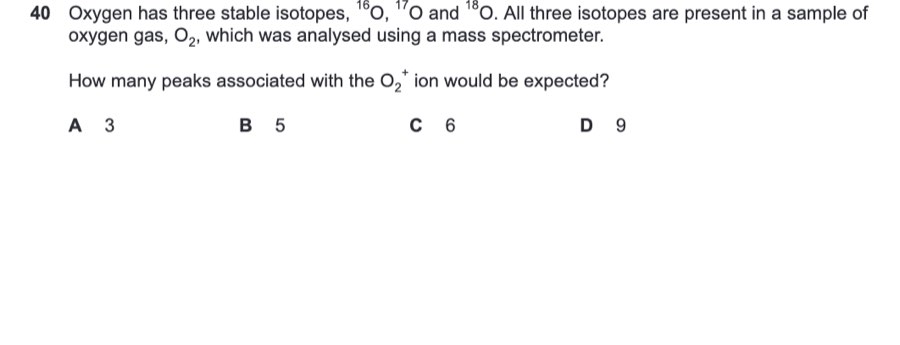 40 Oxygen has three stable isotopes, ¹⁶O, ¹⁷O and ¹⁸O. All three isotopes are present in a sample of
oxygen gas, O₂, which was analysed using a mass spectrometer.
How many peaks associated with the O₂⁺ ion would be expected?
A 3 B 5 C 6 D 9